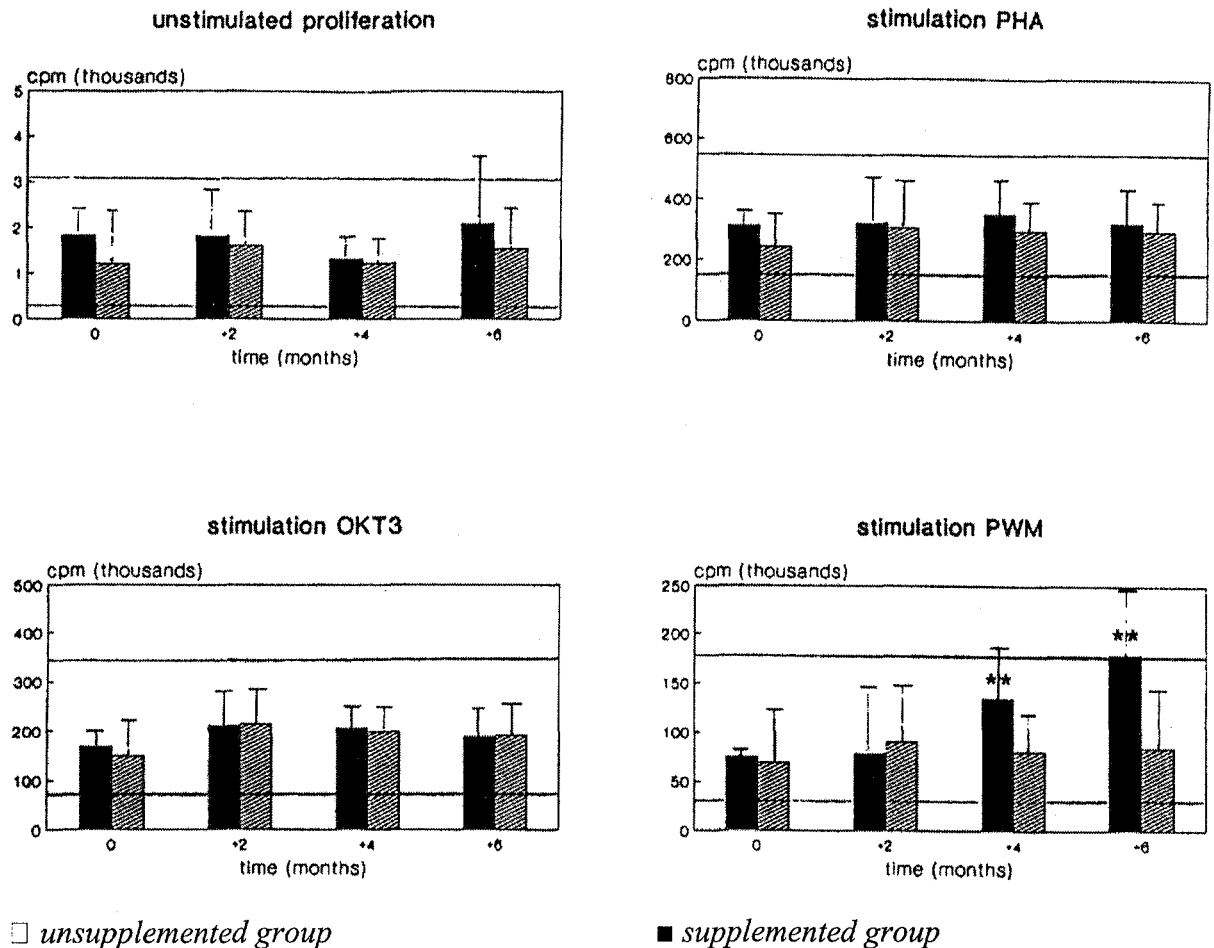 unstimulated proliferation
cpm (thousands)
5
4
3
2
1
0
0 +2 +4 +6
time (months)
stimulation PHA
cpm (thousands)
800
600
400
200
0
0 +2 +4 +6
time (months)
stimulation OKT3
cpm (thousands)
500
400
300
200
100
0
0 +2 +4 +6
time (months)
stimulation PWM
cpm (thousands)
250
200
150
100
50
0
** **
0 +2 +4 +6
time (months)
unsupplemented group
supplemented group